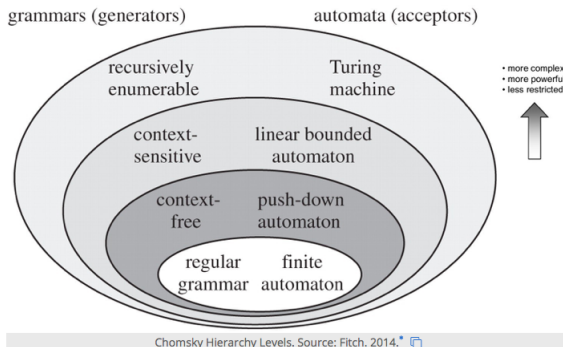 grammars (generators) automata (acceptors)
• more complex
• more powerful
• less restricted
recursively enumerable
Turing machine
context-sensitive
linear bounded automaton
context-free
push-down automaton
regular grammar
finite automaton
Chomsky Hierarchy Levels. Source: Fitch, 2014.*